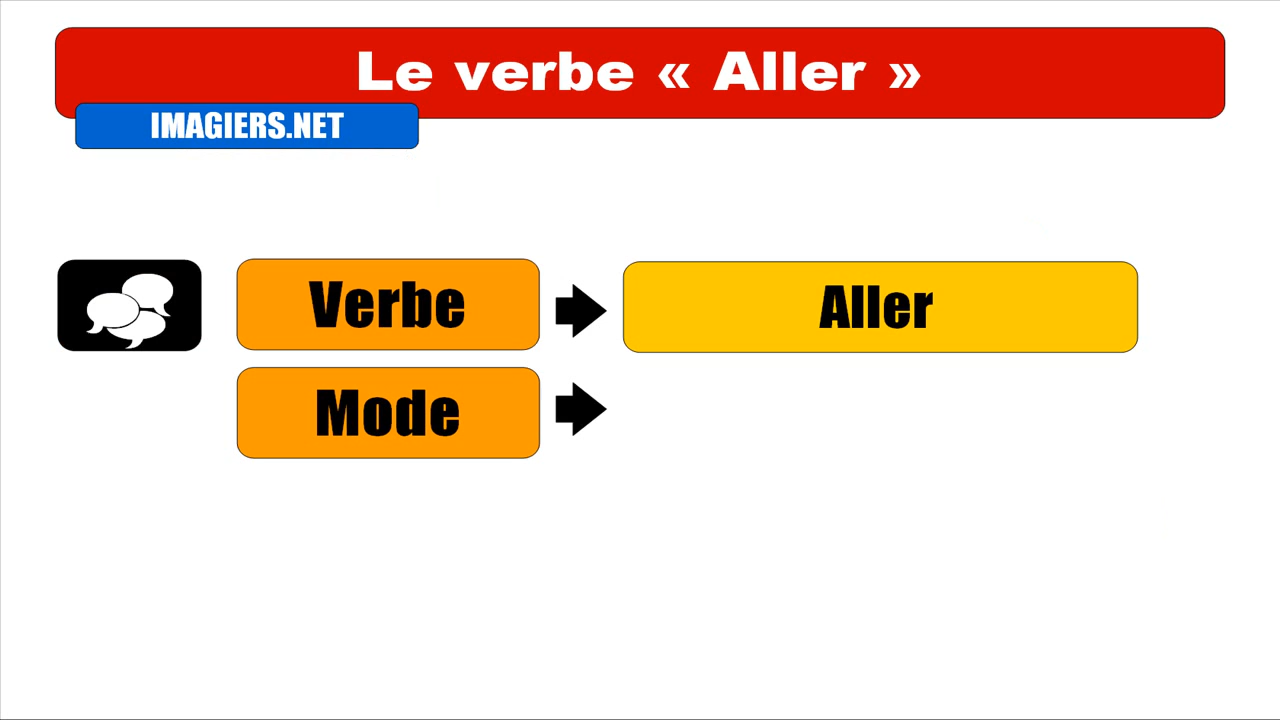 Le verbe « Aller »
IMAGIERS.NET
Verbe
Aller
Mode